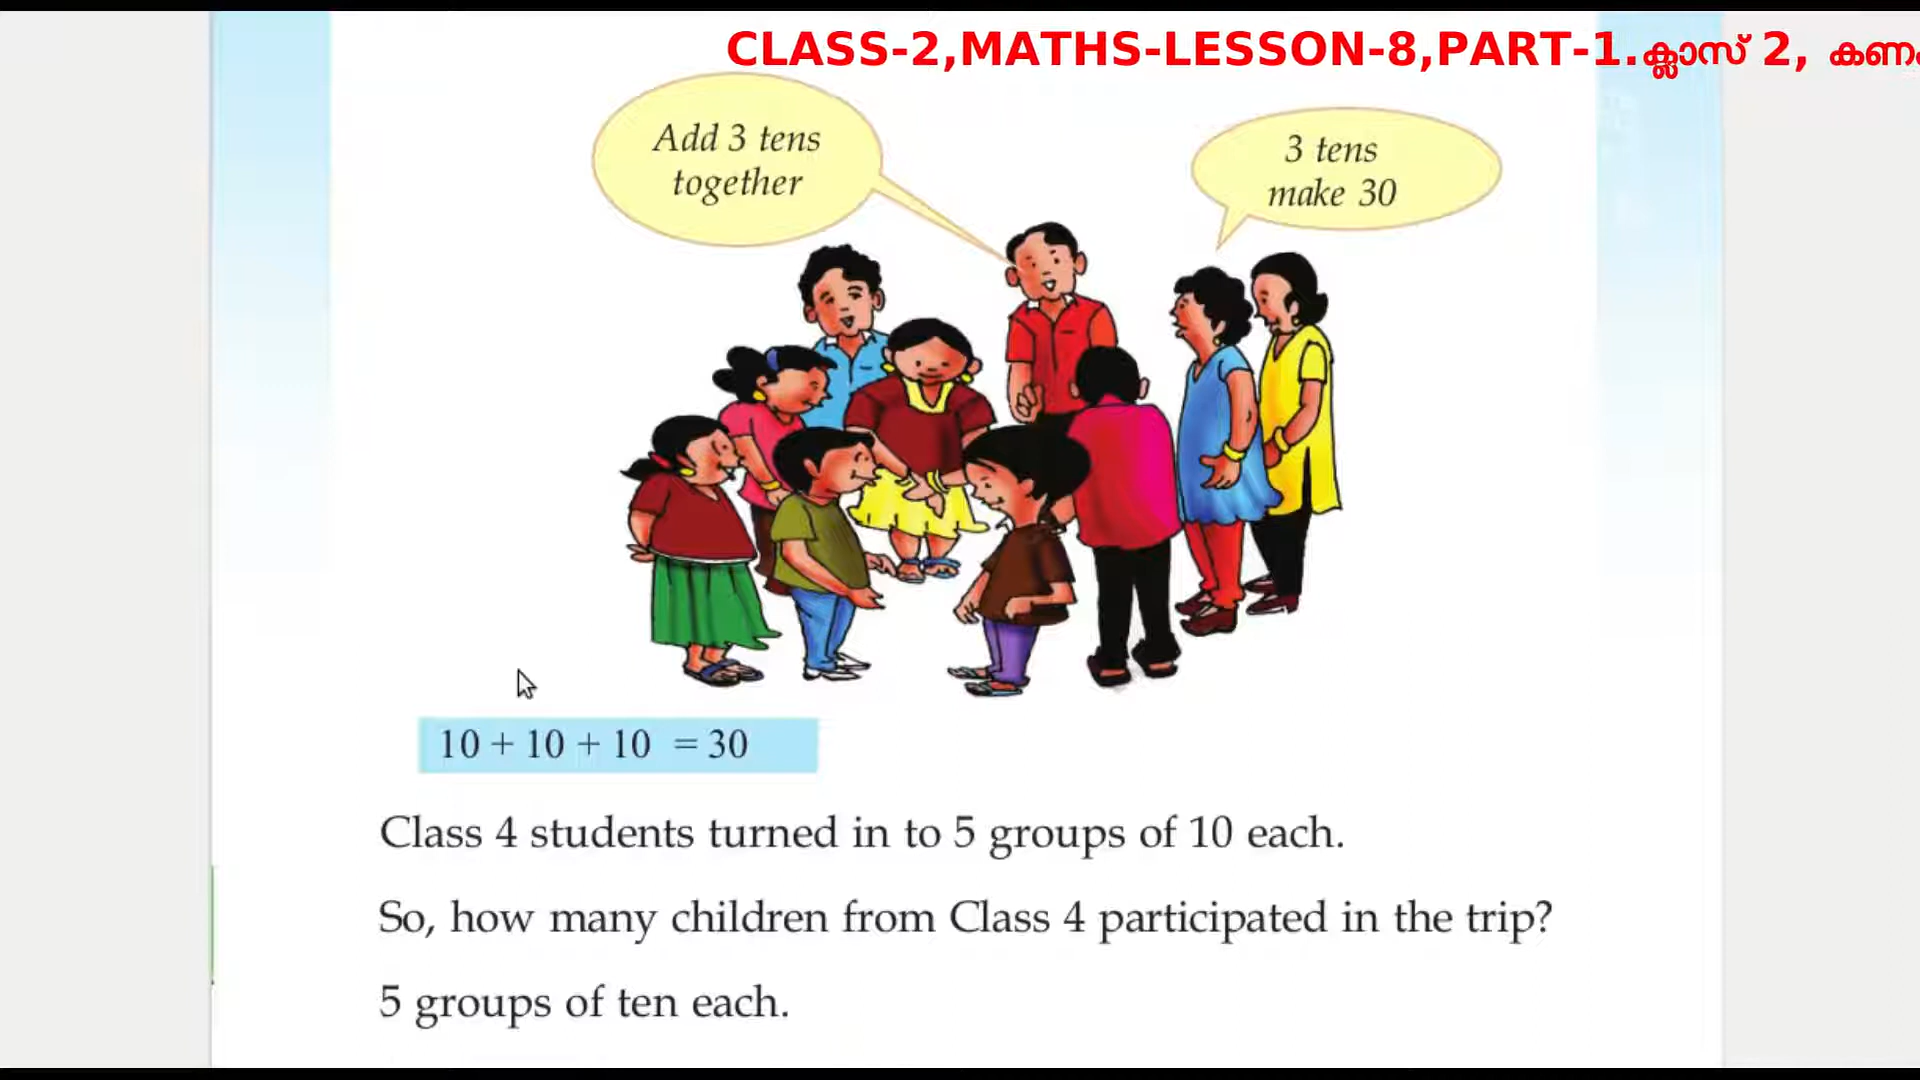 CLASS-2,MATHS-LESSON-8,PART-1.ക്ലാസ് 2,
Add 3 tens
together
3 tens
make 30
10 + 10 + 10 = 30
Class 4 students turned in to 5 groups of 10 each.
So, how many children from Class 4 participated in the trip?
5 groups of ten each.